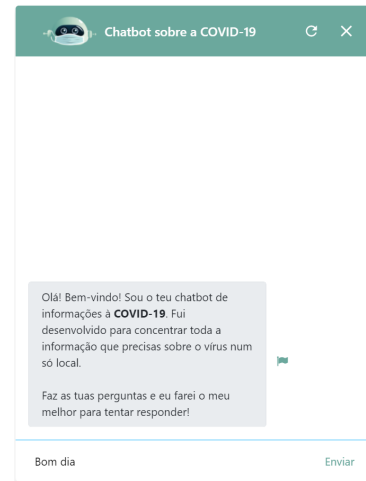 Chatbot sobre a COVID-19
Olá! Bem-vindo! Sou o teu chatbot de
informações à COVID-19. Fui
desenvolvido para concentrar toda a
informação que precisas sobre o vírus num
só local.
Faz as tuas perguntas e eu farei o meu
melhor para tentar responder!
Bom dia
Enviar